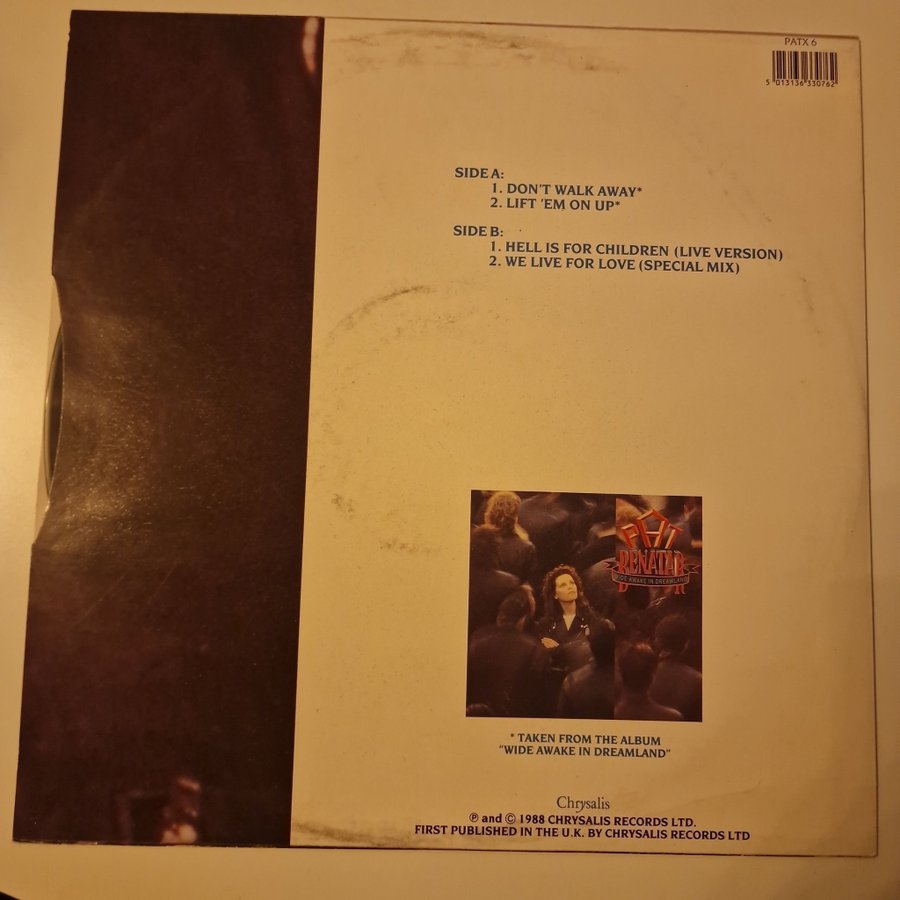 PATX 6
5 013136 330762
SIDE A:
1. DON'T WALK AWAY*
2. LIFT 'EM ON UP*
SIDE B:
1. HELL IS FOR CHILDREN (LIVE VERSION)
2. WE LIVE FOR LOVE (SPECIAL MIX)
PAT
BENATAR
WIDE AWAKE IN DREAMLAND
* TAKEN FROM THE ALBUM
"WIDE AWAKE IN DREAMLAND"
Chrysalis
℗ and © 1988 CHRYSALIS RECORDS LTD.
FIRST PUBLISHED IN THE U.K. BY CHRYSALIS RECORDS LTD